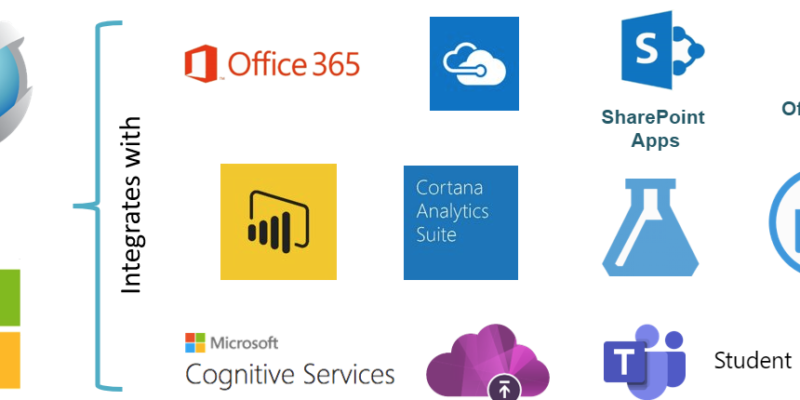 Integrates with
Office 365
S
SharePoint
Apps
Cortana
Analytics
Suite
Microsoft
Cognitive Services
T
Student